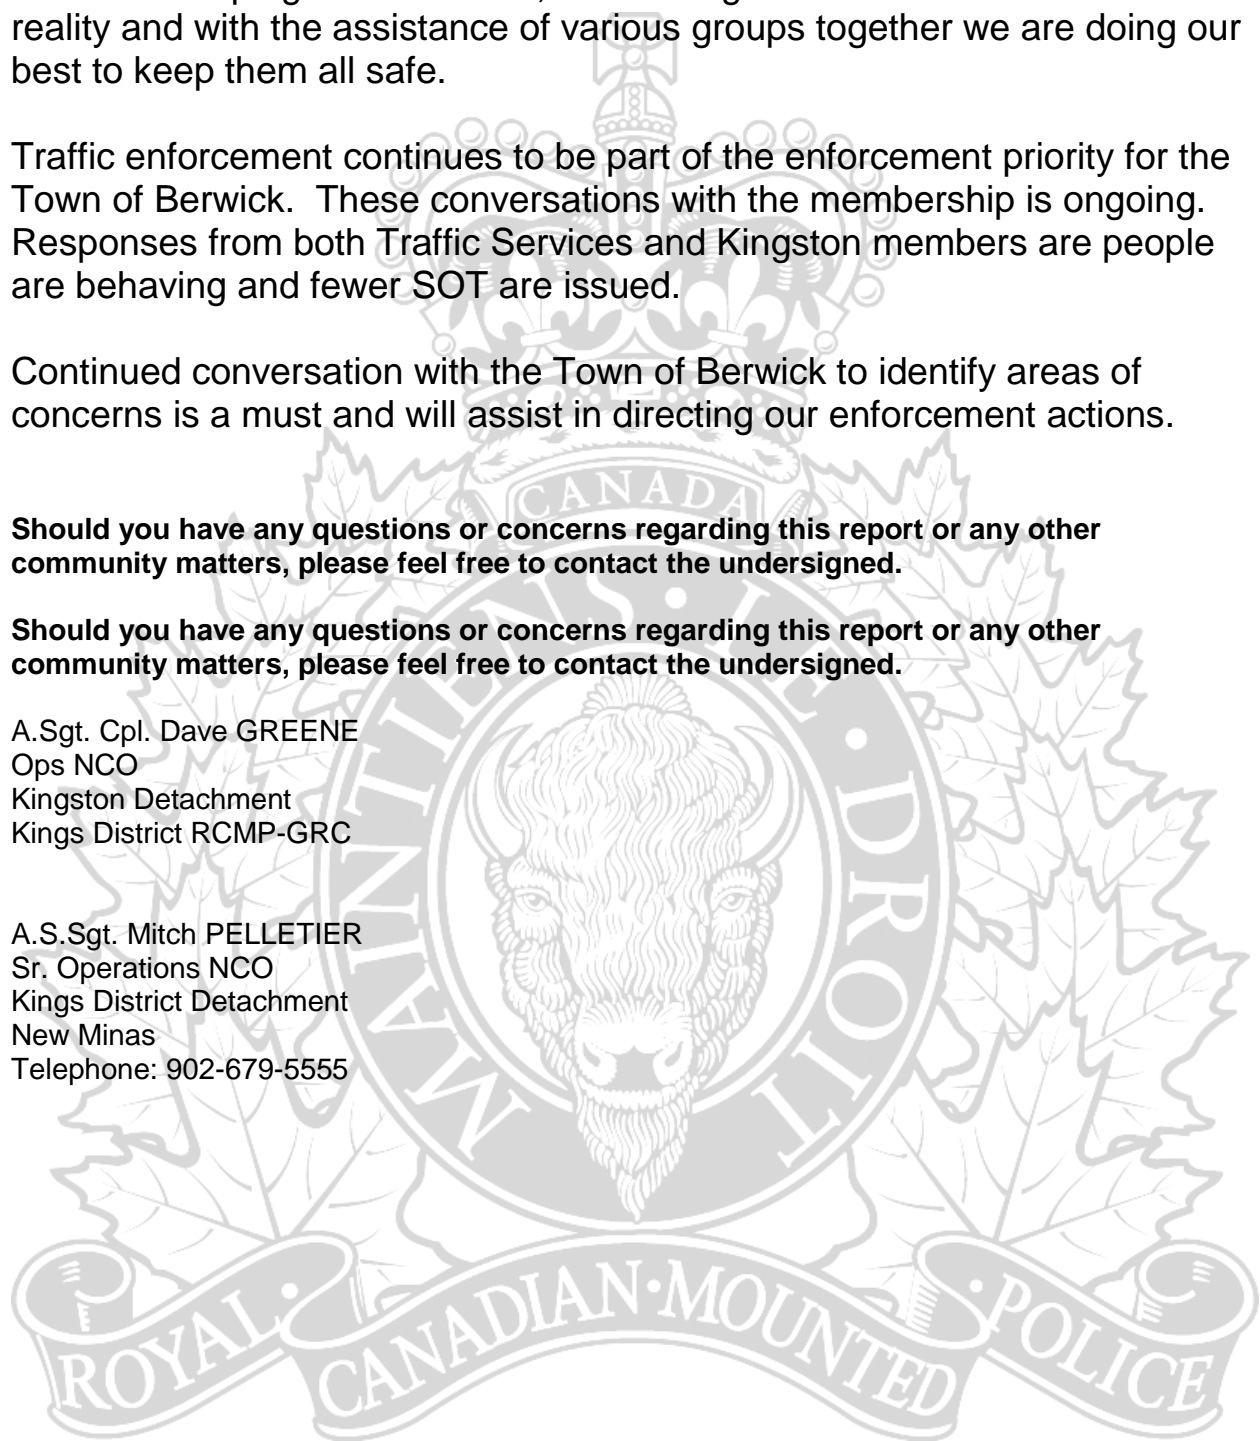 reality and with the assistance of various groups together we are doing our
best to keep them all safe.
Traffic enforcement continues to be part of the enforcement priority for the
Town of Berwick.  These conversations with the membership is ongoing.
Responses from both Traffic Services and Kingston members are people
are behaving and fewer SOT are issued.
Continued conversation with the Town of Berwick to identify areas of
concerns is a must and will assist in directing our enforcement actions.
Should you have any questions or concerns regarding this report or any other
community matters, please feel free to contact the undersigned.
Should you have any questions or concerns regarding this report or any other
community matters, please feel free to contact the undersigned.
A.Sgt. Cpl. Dave GREENE
Ops NCO
Kingston Detachment
Kings District RCMP-GRC
A.S.Sgt. Mitch PELLETIER
Sr. Operations NCO
Kings District Detachment
New Minas
Telephone: 902-679-5555
CANADA
MAINTIENS·LE·DROIT
ROYAL·CANADIAN·MOUNTED·POLICE